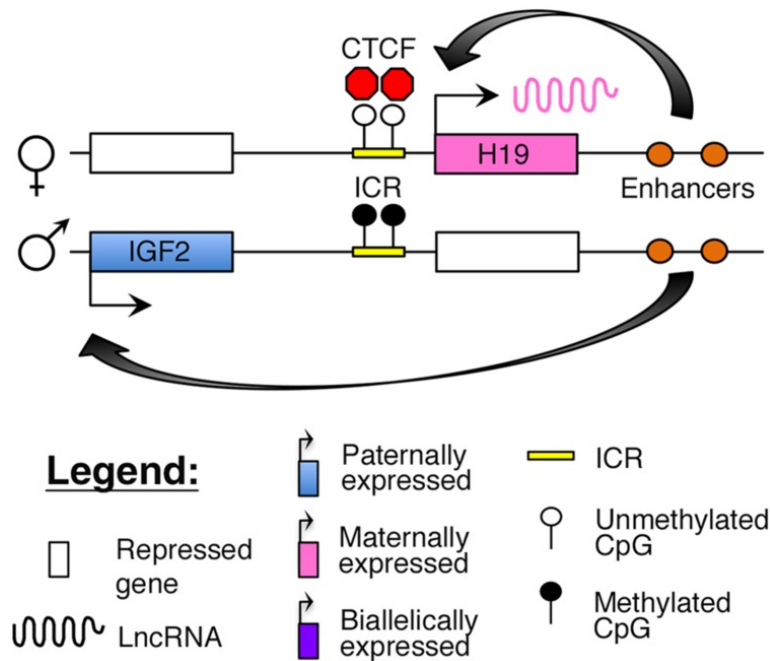 CTCF
H19
Enhancers
ICR
IGF2
Legend:
Repressed
gene
LncRNA
Paternally
expressed
Maternally
expressed
Biallelically
expressed
ICR
Unmethylated
CpG
Methylated
CpG